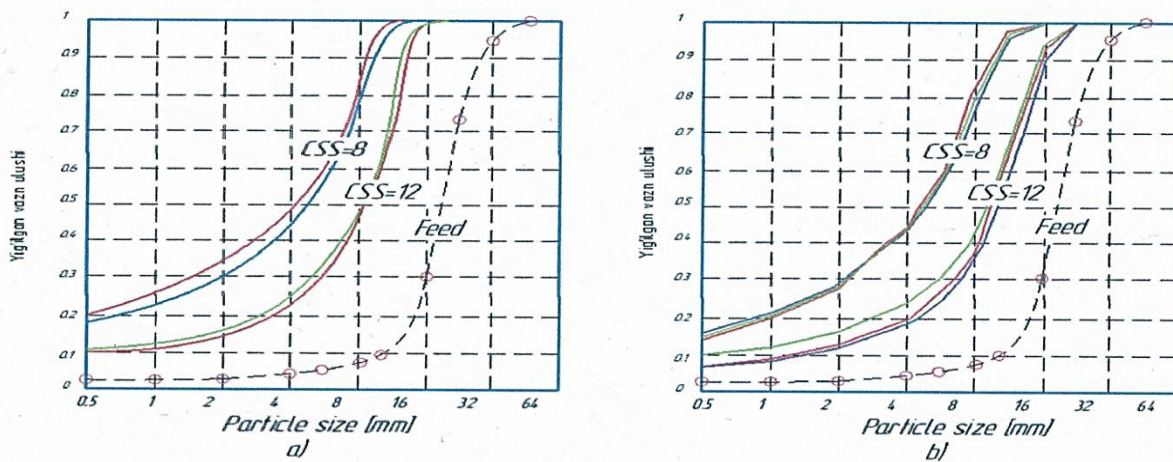 1
0.9
0.8
0.7
0.6
0.5
0.4
0.3
0.2
0.1
0
Yigilgan vazn ulushi
CSS=8
CSS=12
Feed
0.5 1 2 4 8 16 32 64
Particle size [mm]
a)
1
0.9
0.8
0.7
0.6
0.5
0.4
0.3
0.2
0.1
0
Yigilgan vazn ulushi
CSS=8
CSS=12
Feed
0.5 1 2 4 8 16 32 64
Particle size [mm]
b)